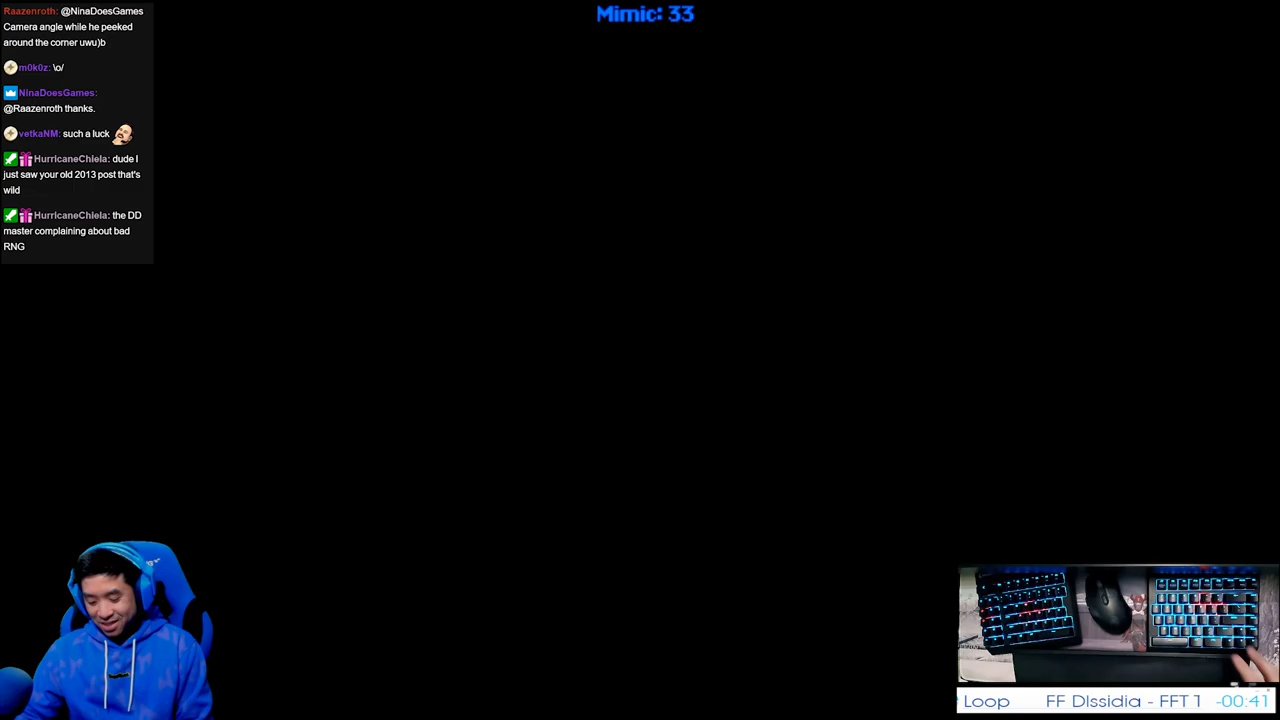 Raazenroth: @NinaDoesGames
Camera angle while he peeked
around the corner uwu)b
m0k0z: \o/
NinaDoesGames:
@Raazenroth thanks.
vetkaNM: such a luck
HurricaneChiela: dude I
just saw your old 2013 post that's
wild
HurricaneChiela: the DD
master complaining about bad
RNG
Mimic: 33
Loop FF DIssidia - FFT 1 -00:41